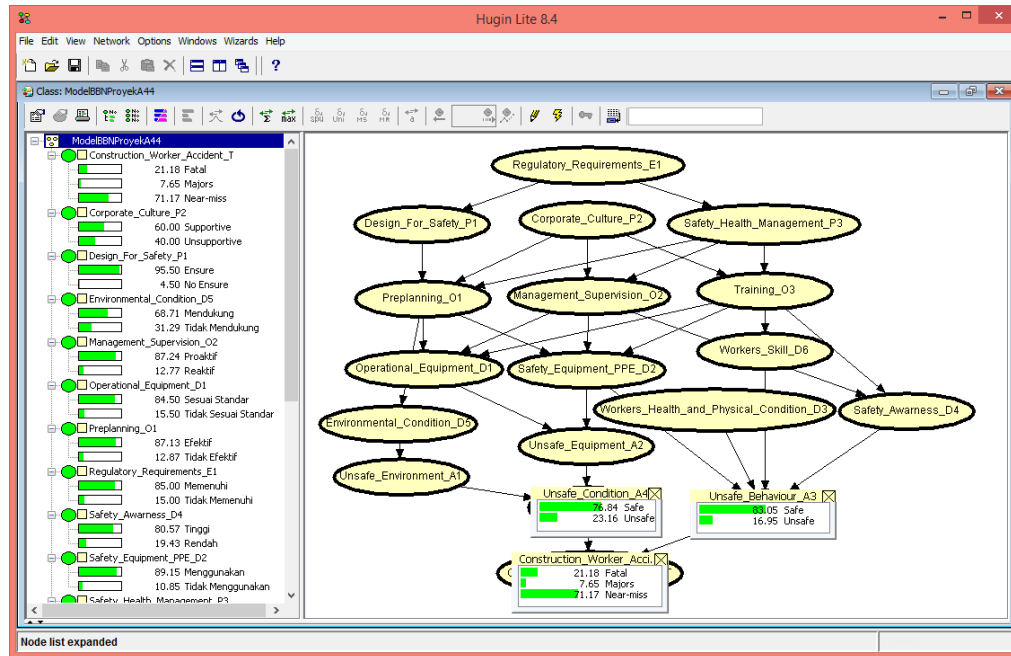 Hugin Lite 8.4
File Edit View Network Options Windows Wizards Help
?
Class: ModelBBNProyekA44
ModelBBNProyekA44
Construction_Worker_Accident_T
21.18 Fatal
7.65 Majors
71.17 Near-miss
Corporate_Culture_P2
60.00 Supportive
40.00 Unsupportive
Design_For_Safety_P1
95.50 Ensure
4.50 No Ensure
Environmental_Condition_D5
68.71 Mendukung
31.29 Tidak Mendukung
Management_Supervision_O2
87.24 Proaktif
12.77 Reaktif
Operational_Equipment_D1
84.50 Sesuai Standar
15.50 Tidak Sesuai Standar
Preplanning_O1
87.13 Efektif
12.87 Tidak Efektif
Regulatory_Requirements_E1
85.00 Memenuhi
15.00 Tidak Memenuhi
Safety_Awarness_D4
80.57 Tinggi
19.43 Rendah
Safety_Equipment_PPE_D2
89.15 Menggunakan
10.85 Tidak Menggunakan
Safety_Health_Management_P3
Regulatory_Requirements_E1
Design_For_Safety_P1
Corporate_Culture_P2
Safety_Health_Management_P3
Preplanning_O1
Management_Supervision_O2
Training_O3
Operational_Equipment_D1
Safety_Equipment_PPE_D2
Workers_Skill_D6
Environmental_Condition_D5
Workers_Health_and_Physical_Condition_D3
Safety_Awarness_D4
Unsafe_Environment_A1
Unsafe_Equipment_A2
Unsafe_Condition_A4
76.84 Safe
23.16 Unsafe
Unsafe_Behaviour_A3
83.05 Safe
16.95 Unsafe
Construction_Worker_Acci.
21.18 Fatal
7.65 Majors
71.17 Near-miss
Node list expanded